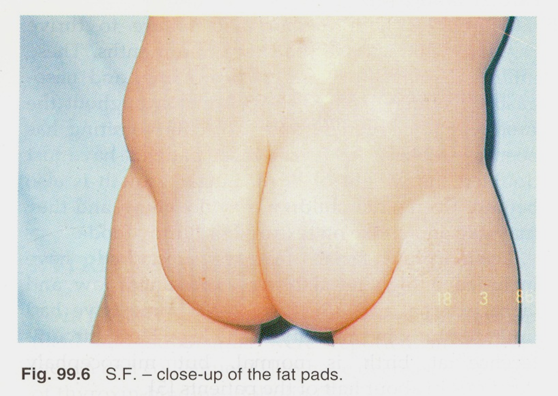 18 3 8
Fig. 99.6 S.F. – close-up of the fat pads.